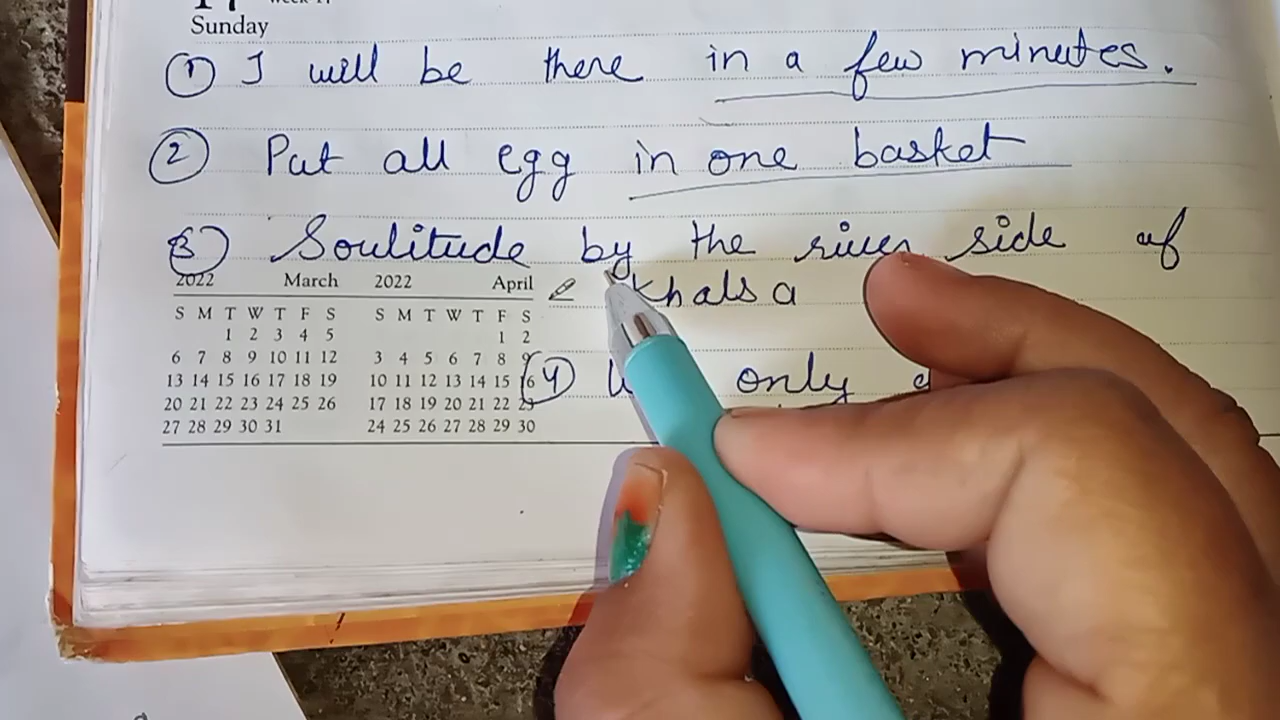 Sunday
① I will be there in a few minutes.
② Put all egg in one basket
③ Soulitude by the river side of
khalsa
2022 March 2022 April
S M T W T F S S M T W T F S
1 2 3 4 5 1 2
6 7 8 9 10 11 12 3 4 5 6 7 8 9
13 14 15 16 17 18 19 10 11 12 13 14 15 16
20 21 22 23 24 25 26 17 18 19 20 21 22 23
27 28 29 30 31 24 25 26 27 28 29 30
④ only